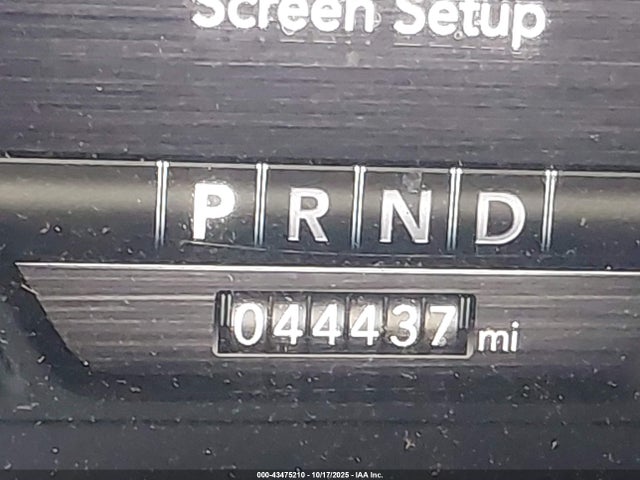 Screen Setup
P R N D
044437 mi
000-43475210 - 10/17/2025 - IAA Inc.